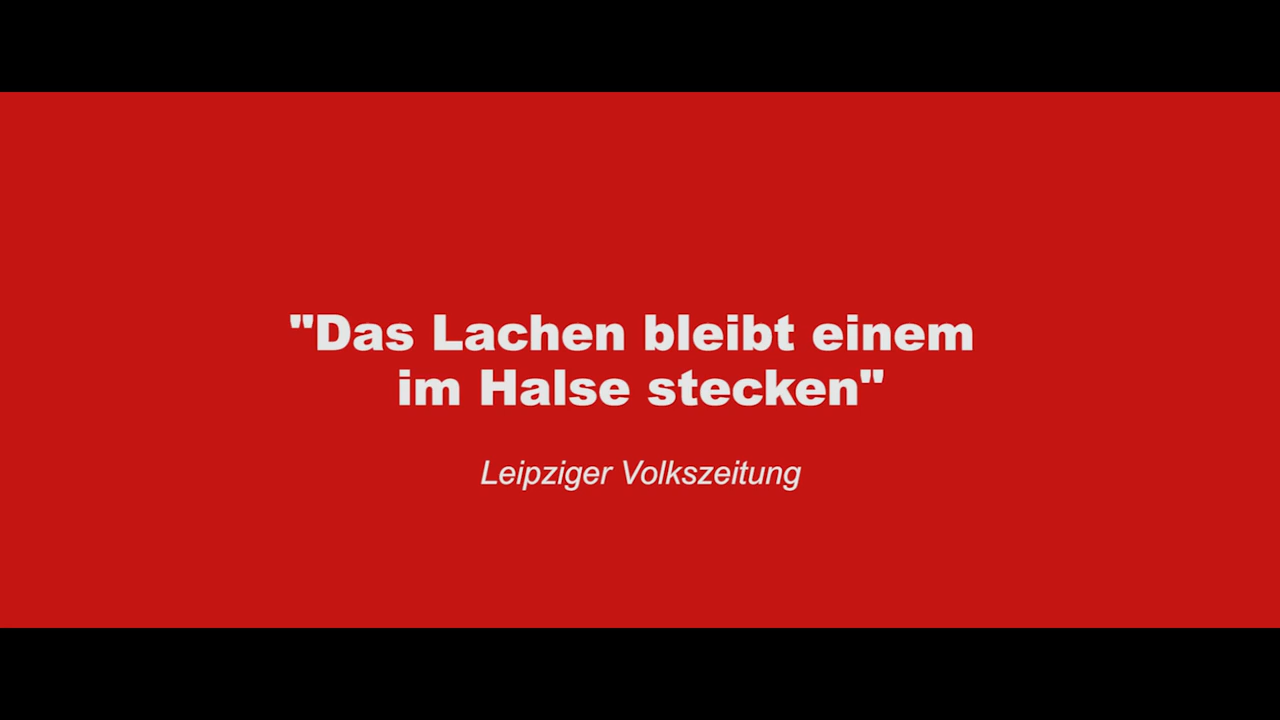 "Das Lachen bleibt einem
im Halse stecken"
Leipziger Volkszeitung